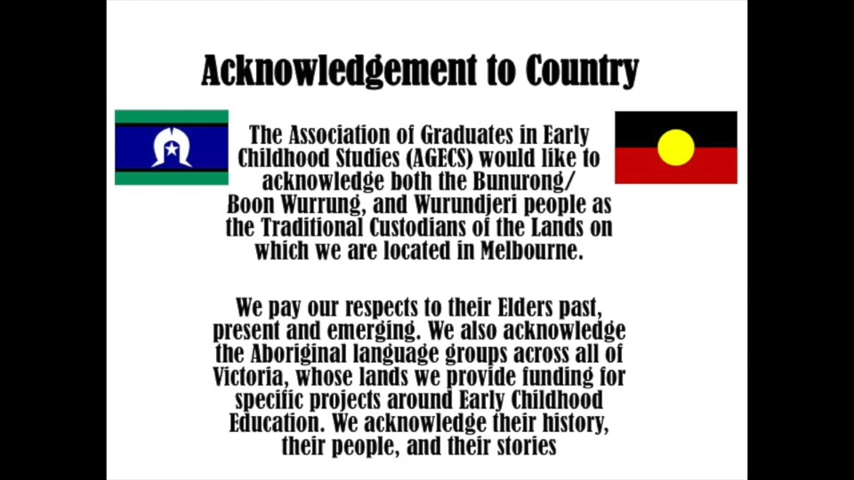 Acknowledgement to Country
The Association of Graduates in Early
Childhood Studies (AGECS) would like to
acknowledge both the Bunurong/
Boon Wurrung, and Wurundjeri people as
the Traditional Custodians of the Lands on
which we are located in Melbourne.
We pay our respects to their Elders past,
present and emerging. We also acknowledge
the Aboriginal language groups across all of
Victoria, whose lands we provide funding for
specific projects around Early Childhood
Education. We acknowledge their history,
their people, and their stories